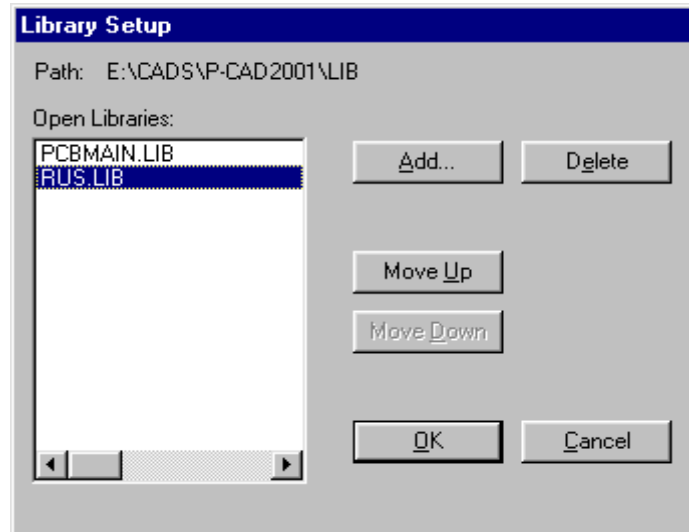 Library Setup
Path: E:\CADS\P-CAD2001\LIB
Open Libraries:
PCBMAIN.LIB
RUS.LIB
Add...
Delete
Move Up
Move Down
OK
Cancel